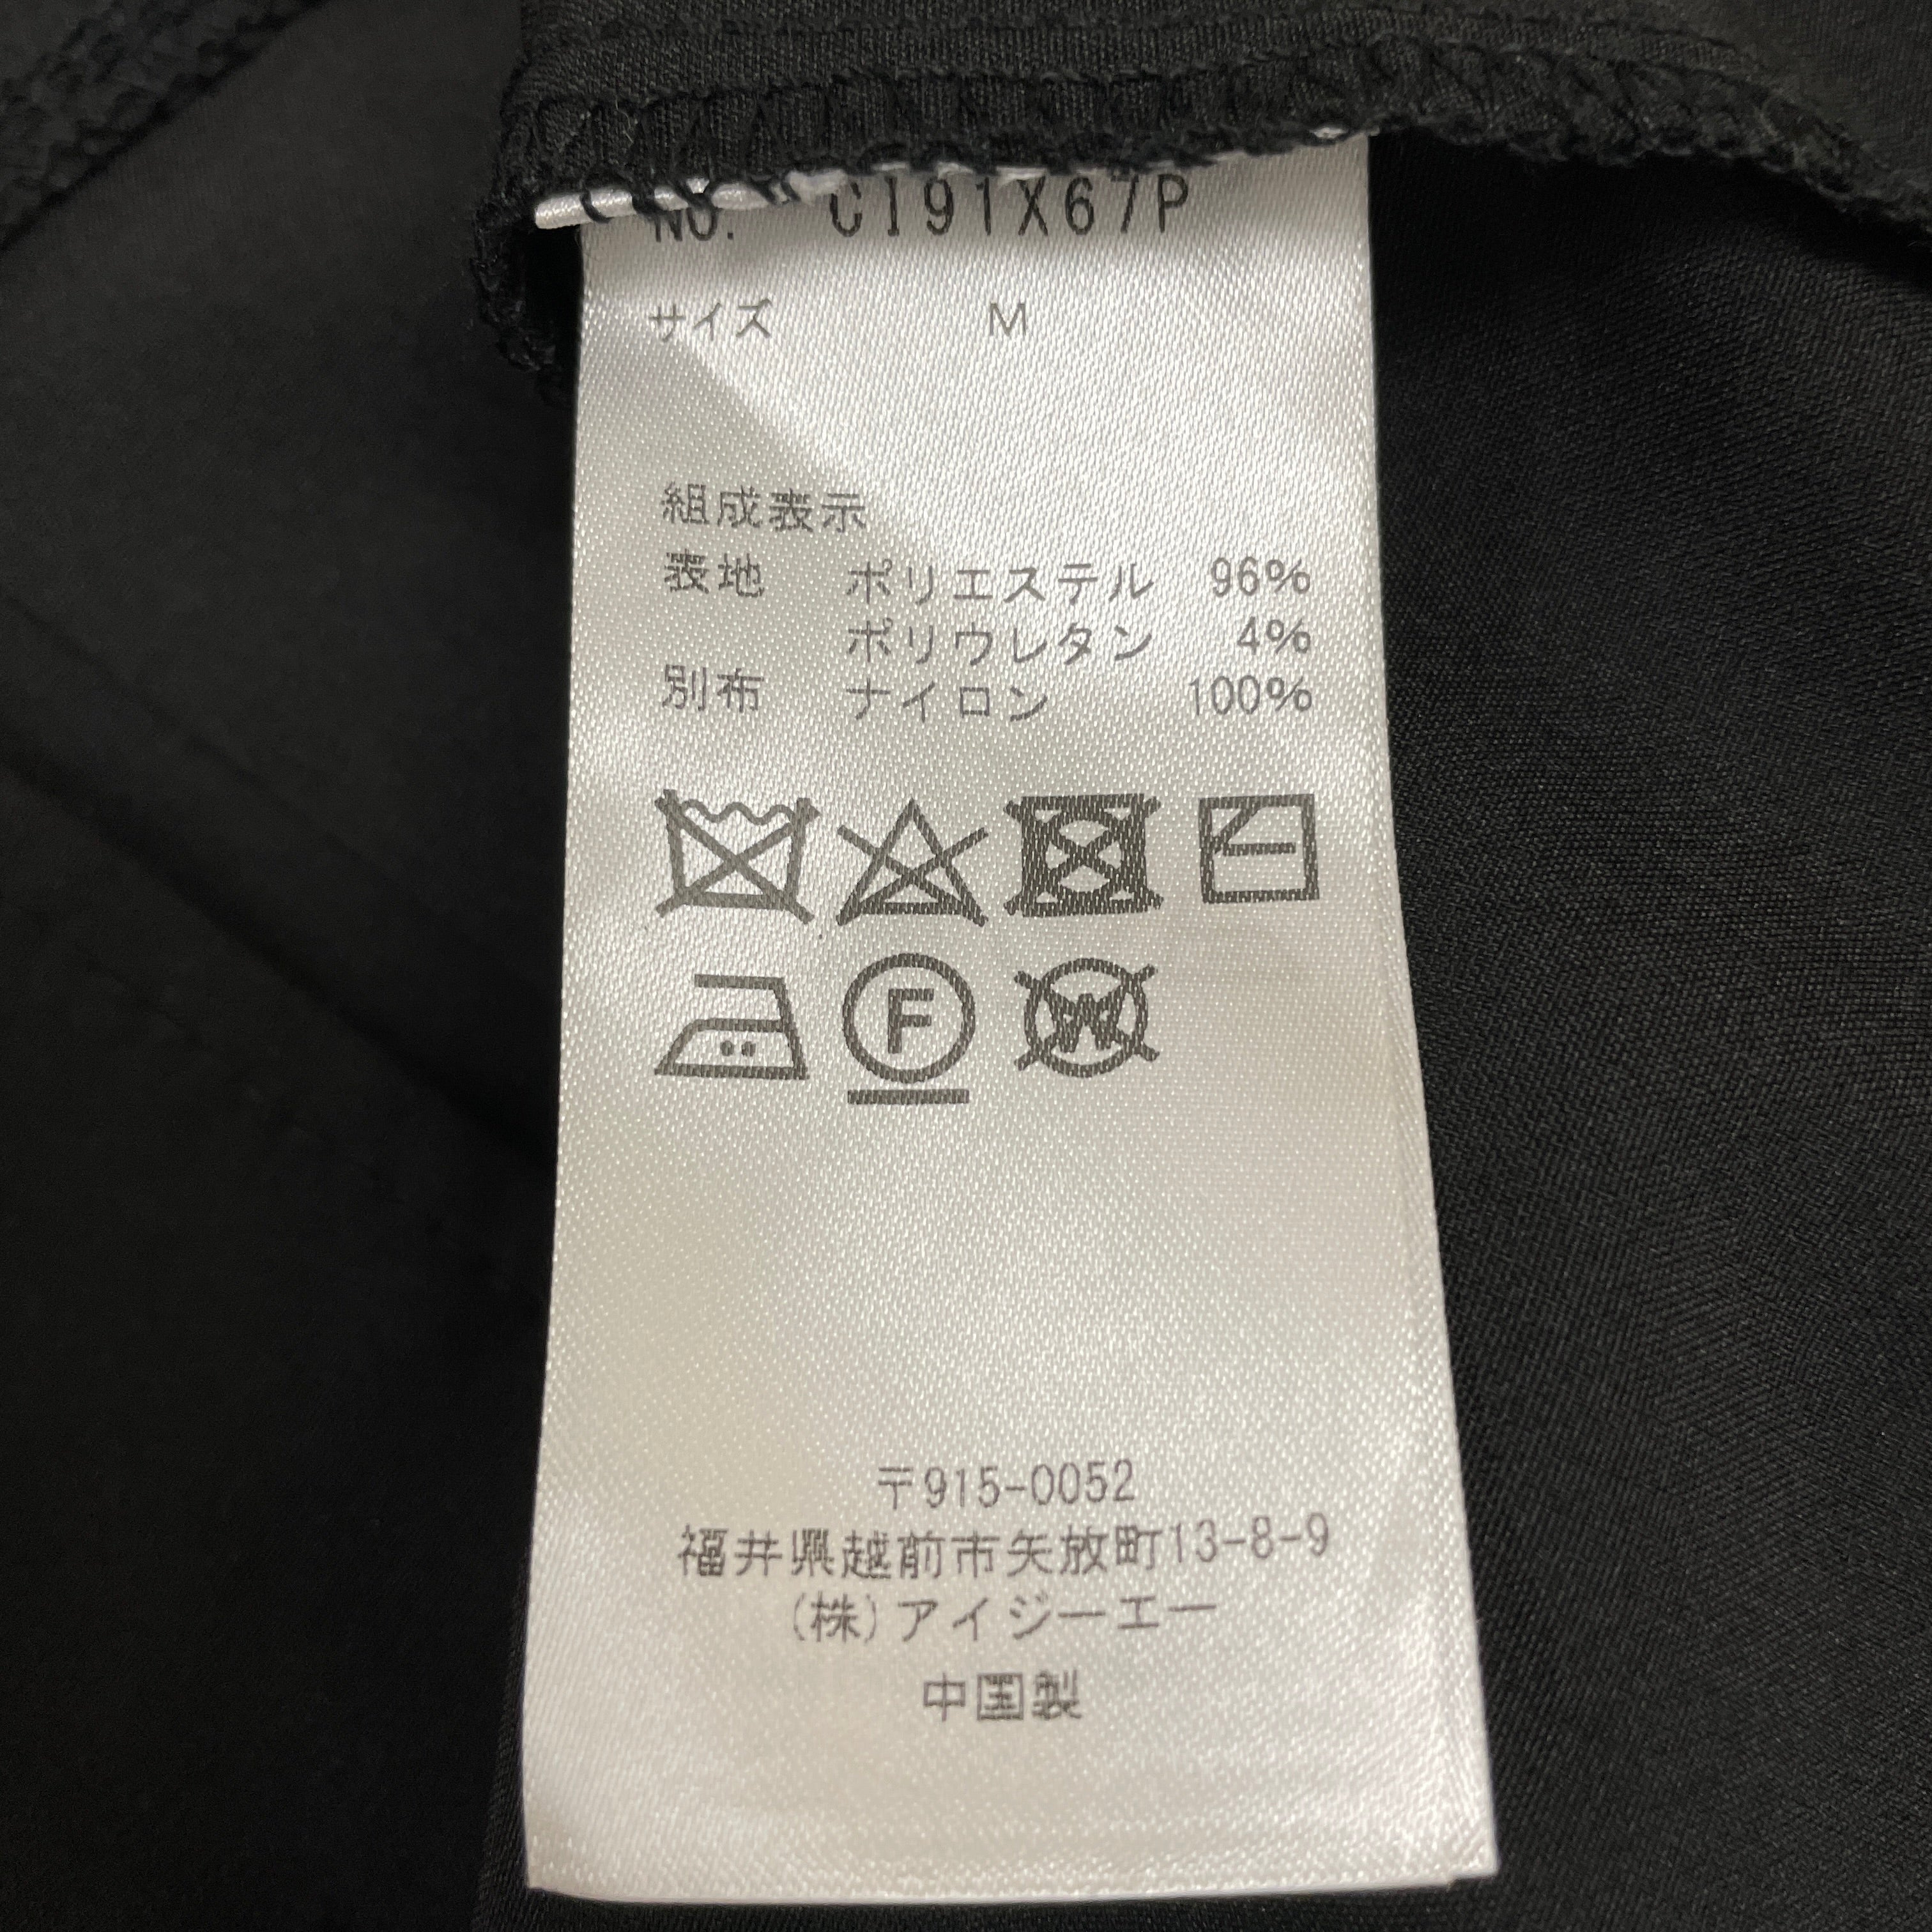 No. CI91X67P
サイズ M
組成表示
表地 ポリエステル 96%
ポリウレタン 4%
別布 ナイロン 100%
F
W
〒915-0052
福井県越前市矢放町13-8-9
(株)アイジーエー
中国製